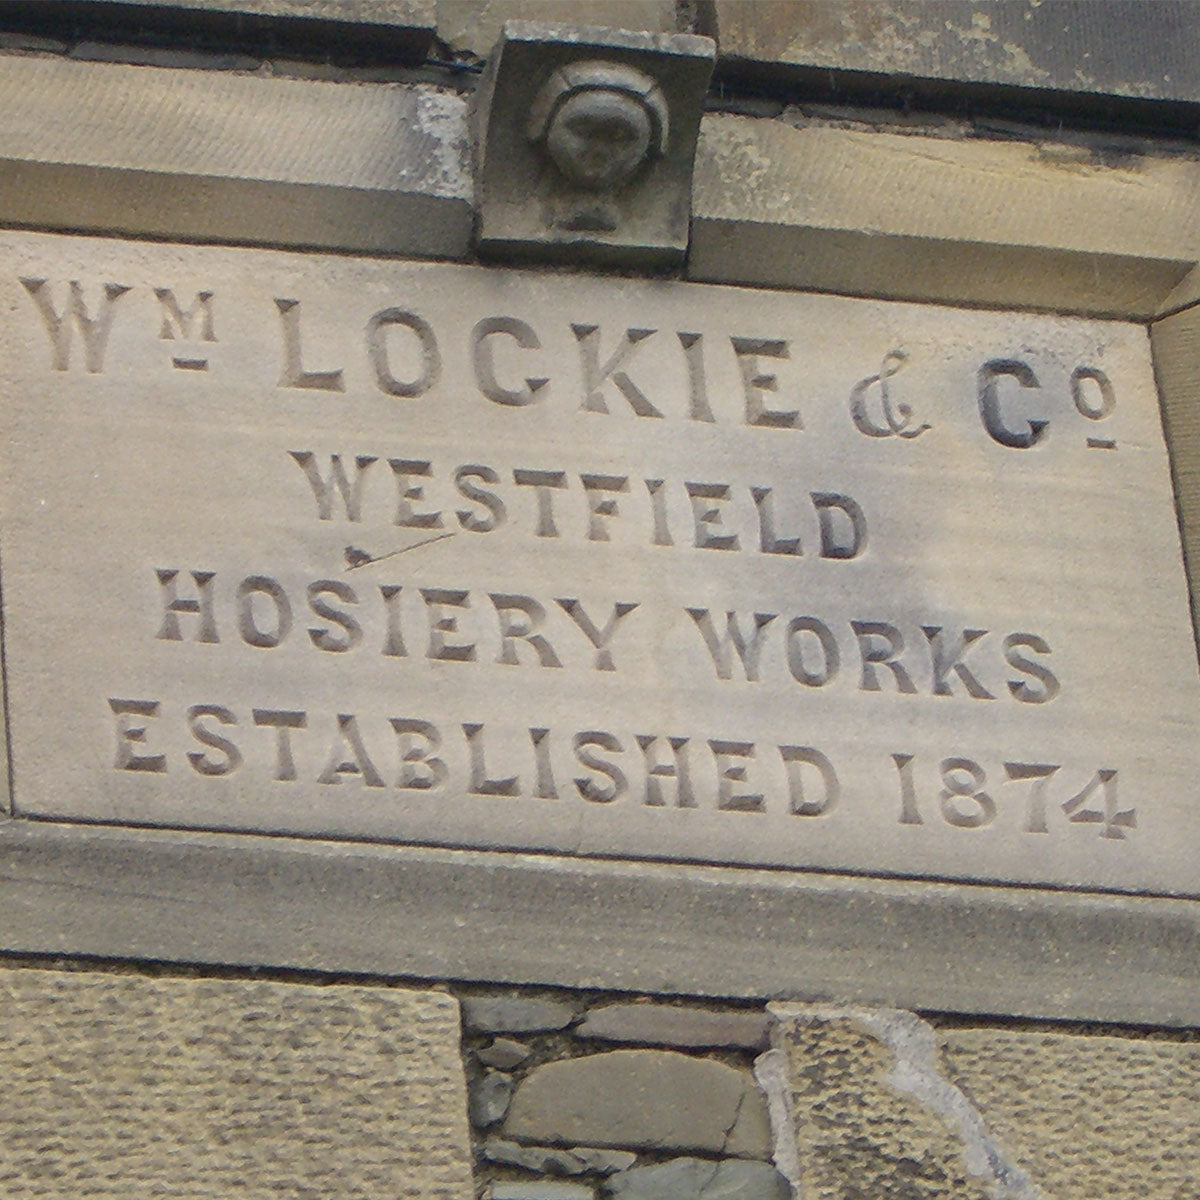 Wᴹ LOCKIE & Cº
WESTFIELD
HOSIERY WORKS
ESTABLISHED 1874